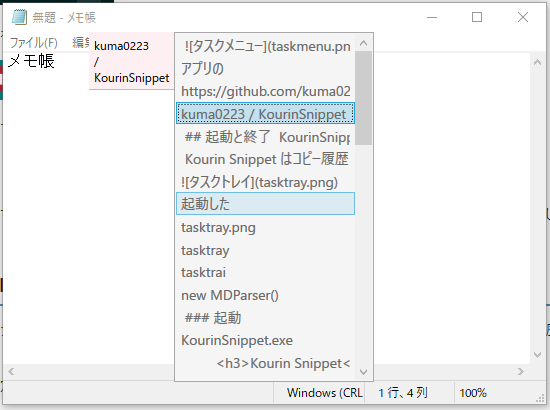 無題 - メモ帳
ファイル(F)
編集
メモ帳
kuma0223
/
KourinSnippet
![タスクメニュー](taskmenu.pn
アプリの
https://github.com/kuma02
kuma0223 / KourinSnippet
## 起動と終了 KourinSnipp
Kourin Snippet はコピー履歴
![タスクトレイ](tasktray.png)
起動した
tasktray.png
tasktray
tasktrai
new MDParser()
### 起動
KourinSnippet.exe
<h3>Kourin Snippet<
Windows (CRL
1 行、4 列
100%